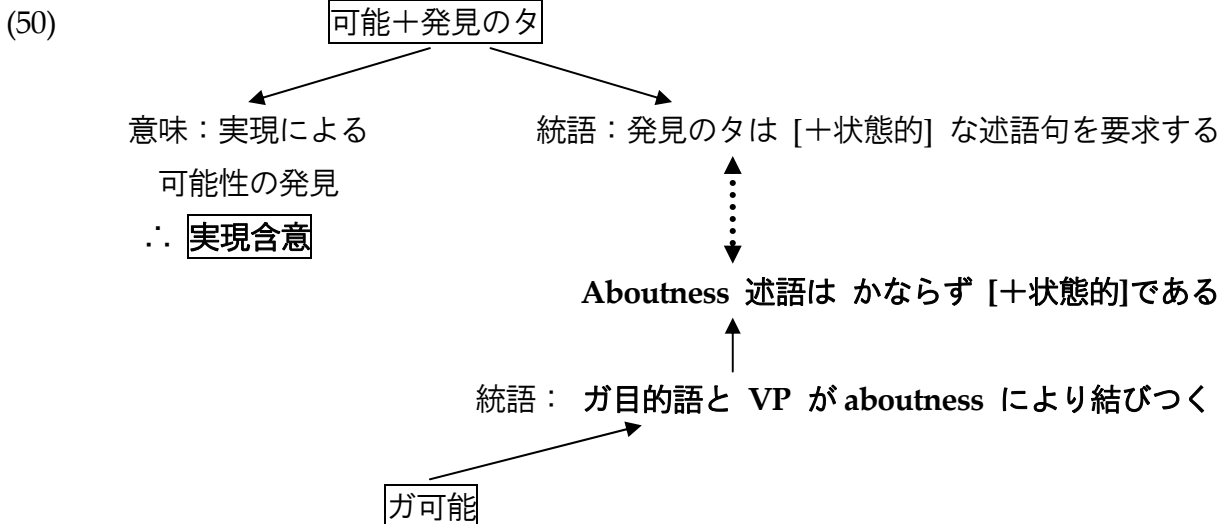 (50) 可能+発見のタ
意味:実現による 統語:発見のタは [+状態的] な述語句を要求する
可能性の発見
∴ 実現含意
Aboutness 述語は かならず [+状態的]である
統語: ガ目的語と VP が aboutness により結びつく
ガ可能